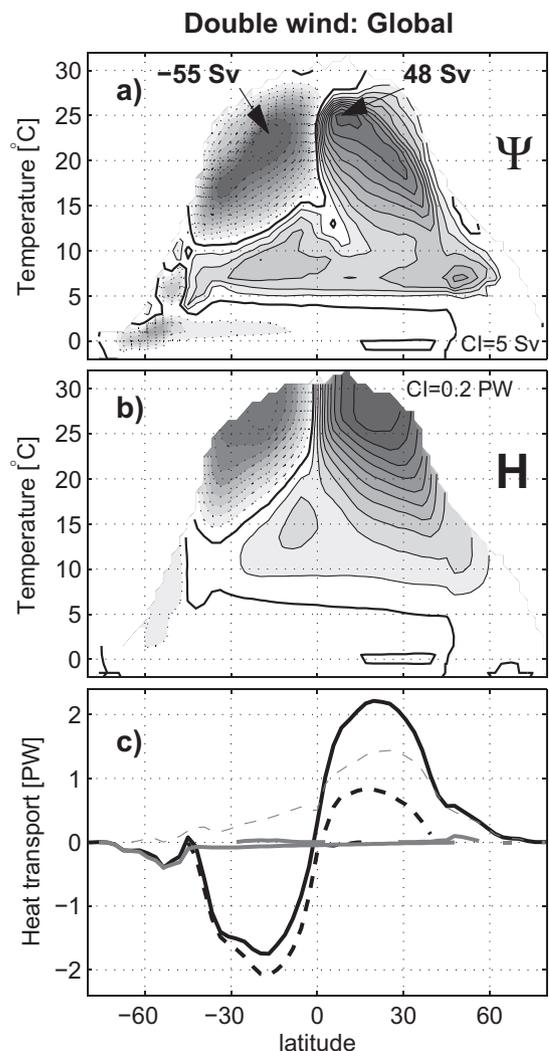 Double wind: Global
a)
−55 Sv
48 Sv
Ψ
CI=5 Sv
Temperature [°C]
30
25
20
15
10
5
0
b)
CI=0.2 PW
H
Temperature [°C]
30
25
20
15
10
5
0
c)
Heat transport [PW]
2
1
0
−1
−2
−60 −30 0 30 60
latitude